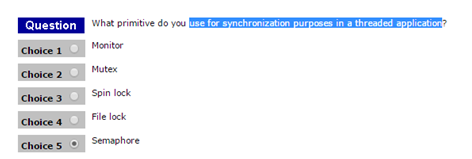 Question What primitive do you use for synchronization purposes in a threaded application?
Choice 1 Monitor
Choice 2 Mutex
Choice 3 Spin lock
Choice 4 File lock
Choice 5 Semaphore